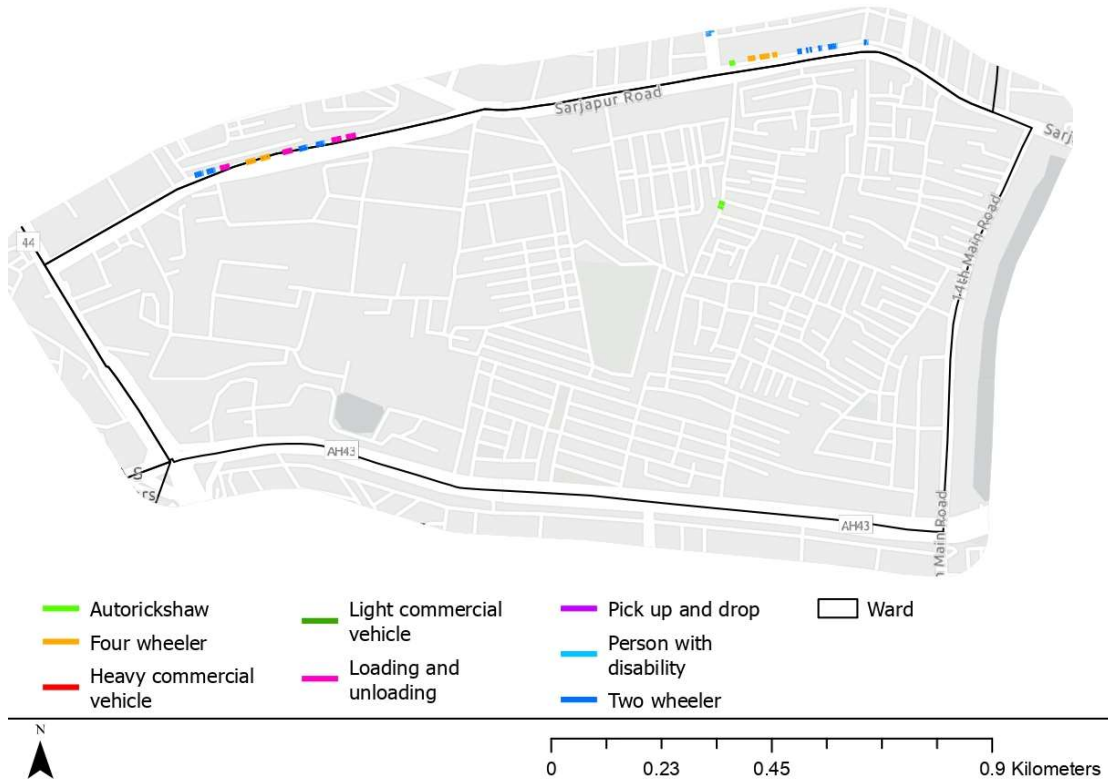 Sarjapur Road
Sarj
44
14th Main Road
AH43
S
rs
AH43
Main Road
Autorickshaw
Four wheeler
Heavy commercial
vehicle
Light commercial
vehicle
Loading and
unloading
Pick up and drop
Person with
disability
Two wheeler
Ward
N
0 0.23 0.45 0.9 Kilometers